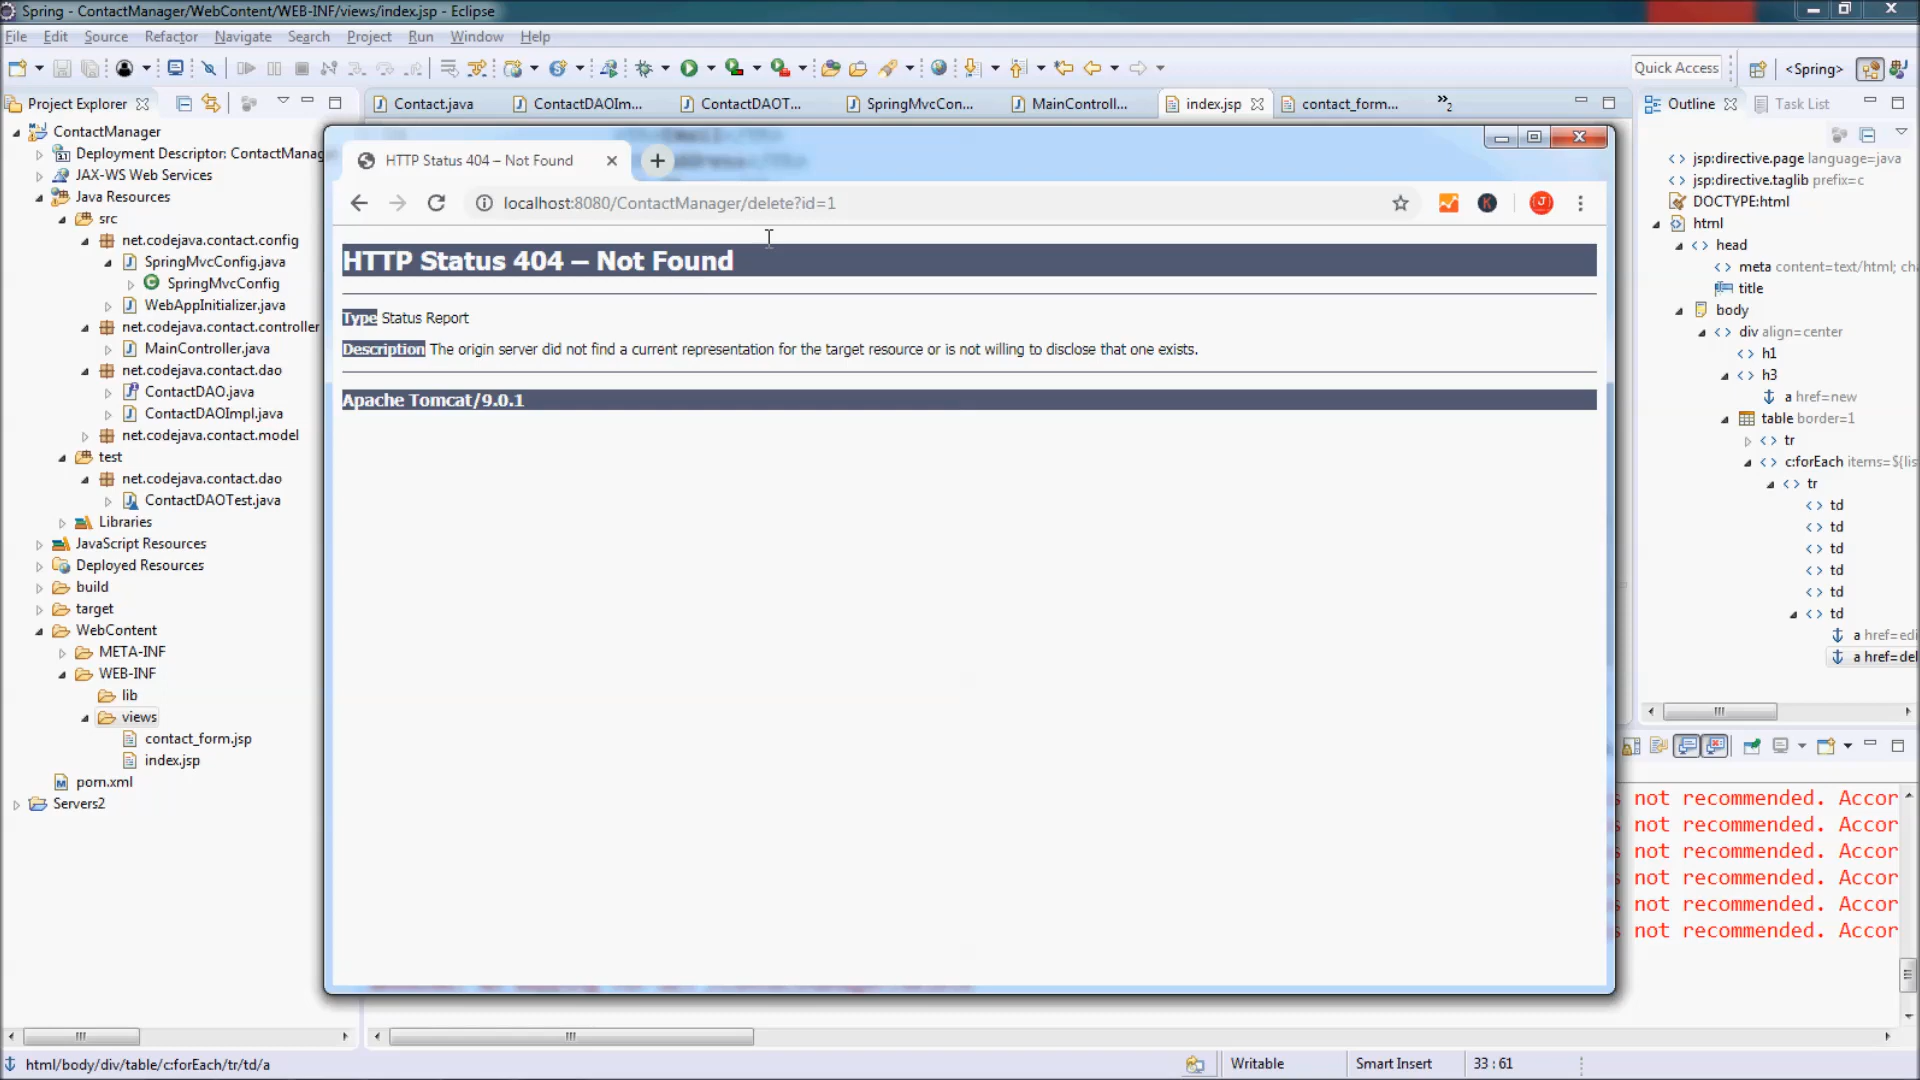 Spring - ContactManager/WebContent/WEB-INF/views/index.jsp - Eclipse
File Edit Source Refactor Navigate Search Project Run Window Help
Quick Access <Spring>
Project Explorer
Contact.java ContactDAOIm... ContactDAOT... SpringMvcCon... MainControll... index.jsp contact_form... »2
Outline Task List
ContactManager
Deployment Descriptor: ContactManag
JAX-WS Web Services
Java Resources
src
net.codejava.contact.config
SpringMvcConfig.java
SpringMvcConfig
WebAppInitializer.java
net.codejava.contact.controller
MainController.java
net.codejava.contact.dao
ContactDAO.java
ContactDAOImpl.java
net.codejava.contact.model
test
net.codejava.contact.dao
ContactDAOTest.java
Libraries
JavaScript Resources
Deployed Resources
build
target
WebContent
META-INF
WEB-INF
lib
views
contact_form.jsp
index.jsp
pom.xml
Servers2
HTTP Status 404 – Not Found
localhost:8080/ContactManager/delete?id=1
HTTP Status 404 – Not Found
Type Status Report
Description The origin server did not find a current representation for the target resource or is not willing to disclose that one exists.
Apache Tomcat/9.0.1
jsp:directive.page language=java
jsp:directive.taglib prefix=c
DOCTYPE:html
html
head
meta content=text/html; cha
title
body
div align=center
h1
h3
a href=new
table border=1
tr
c:forEach items=${lis
tr
td
td
td
td
td
td
a href=edi
a href=del
not recommended. Accor
not recommended. Accor
not recommended. Accor
not recommended. Accor
not recommended. Accor
not recommended. Accor
html/body/div/table/c:forEach/tr/td/a
Writable Smart Insert 33 : 61